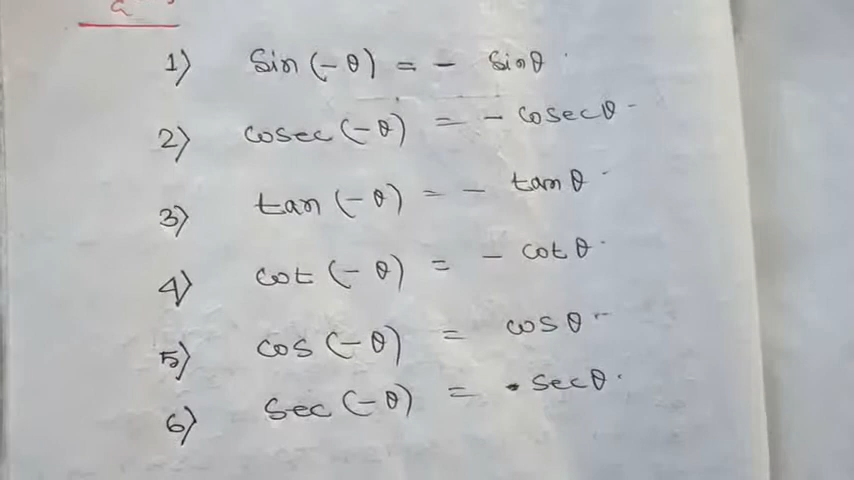 1) Sin (-θ) = - Sinθ
2) cosec (-θ) = - cosecθ
3) tan (-θ) = - tanθ
4) cot (-θ) = - cotθ
5) cos (-θ) = cosθ
6) Sec (-θ) = secθ